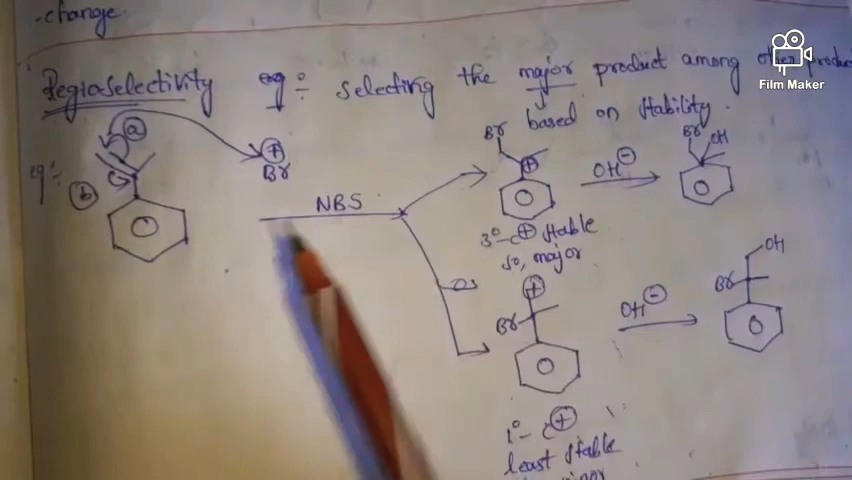 -change.
Film Maker
Regioselectivity eg:- selecting the major product among other
based on stability.
eg:-
a
b
⊕
Br
NBS
Br
⊕
OH⊖
Br OH
3°-C⊕ stable
so, major
Or
⊕
Br
OH⊖
OH
Br
1°-C⊕
least stable